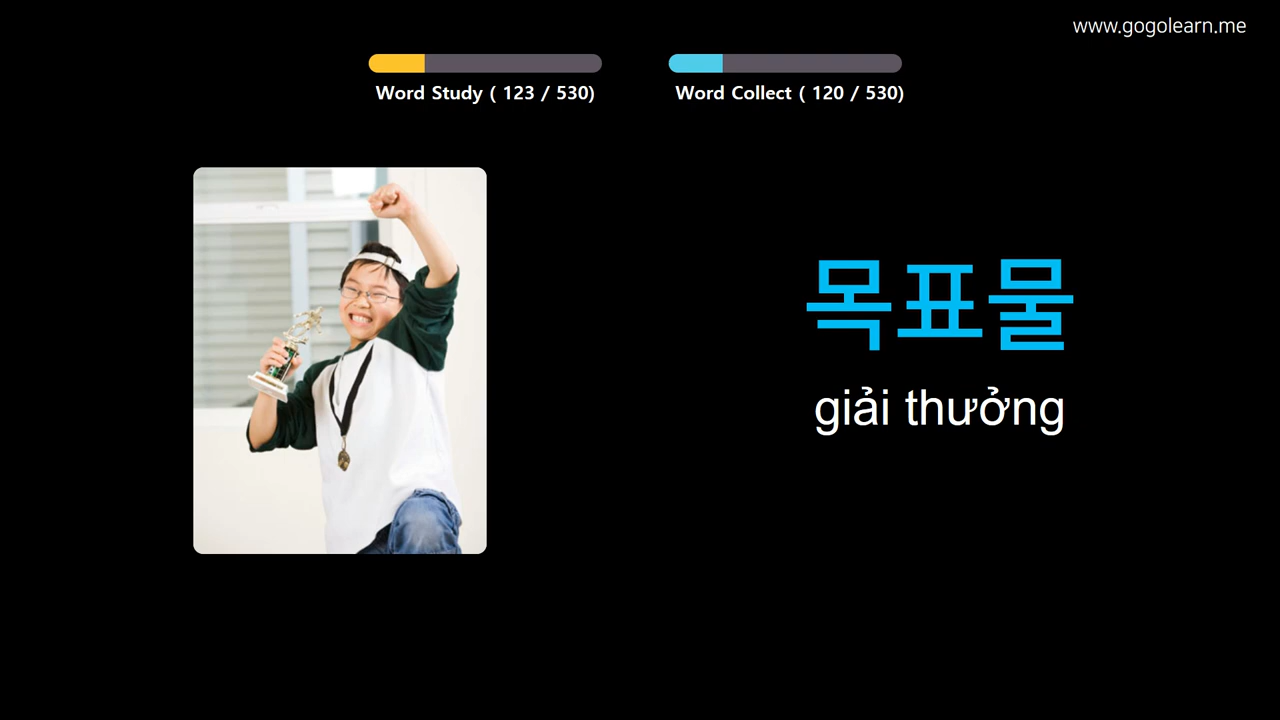 www.gogolearn.me
Word Study ( 123 / 530)
Word Collect ( 120 / 530)
목표물
giải thưởng